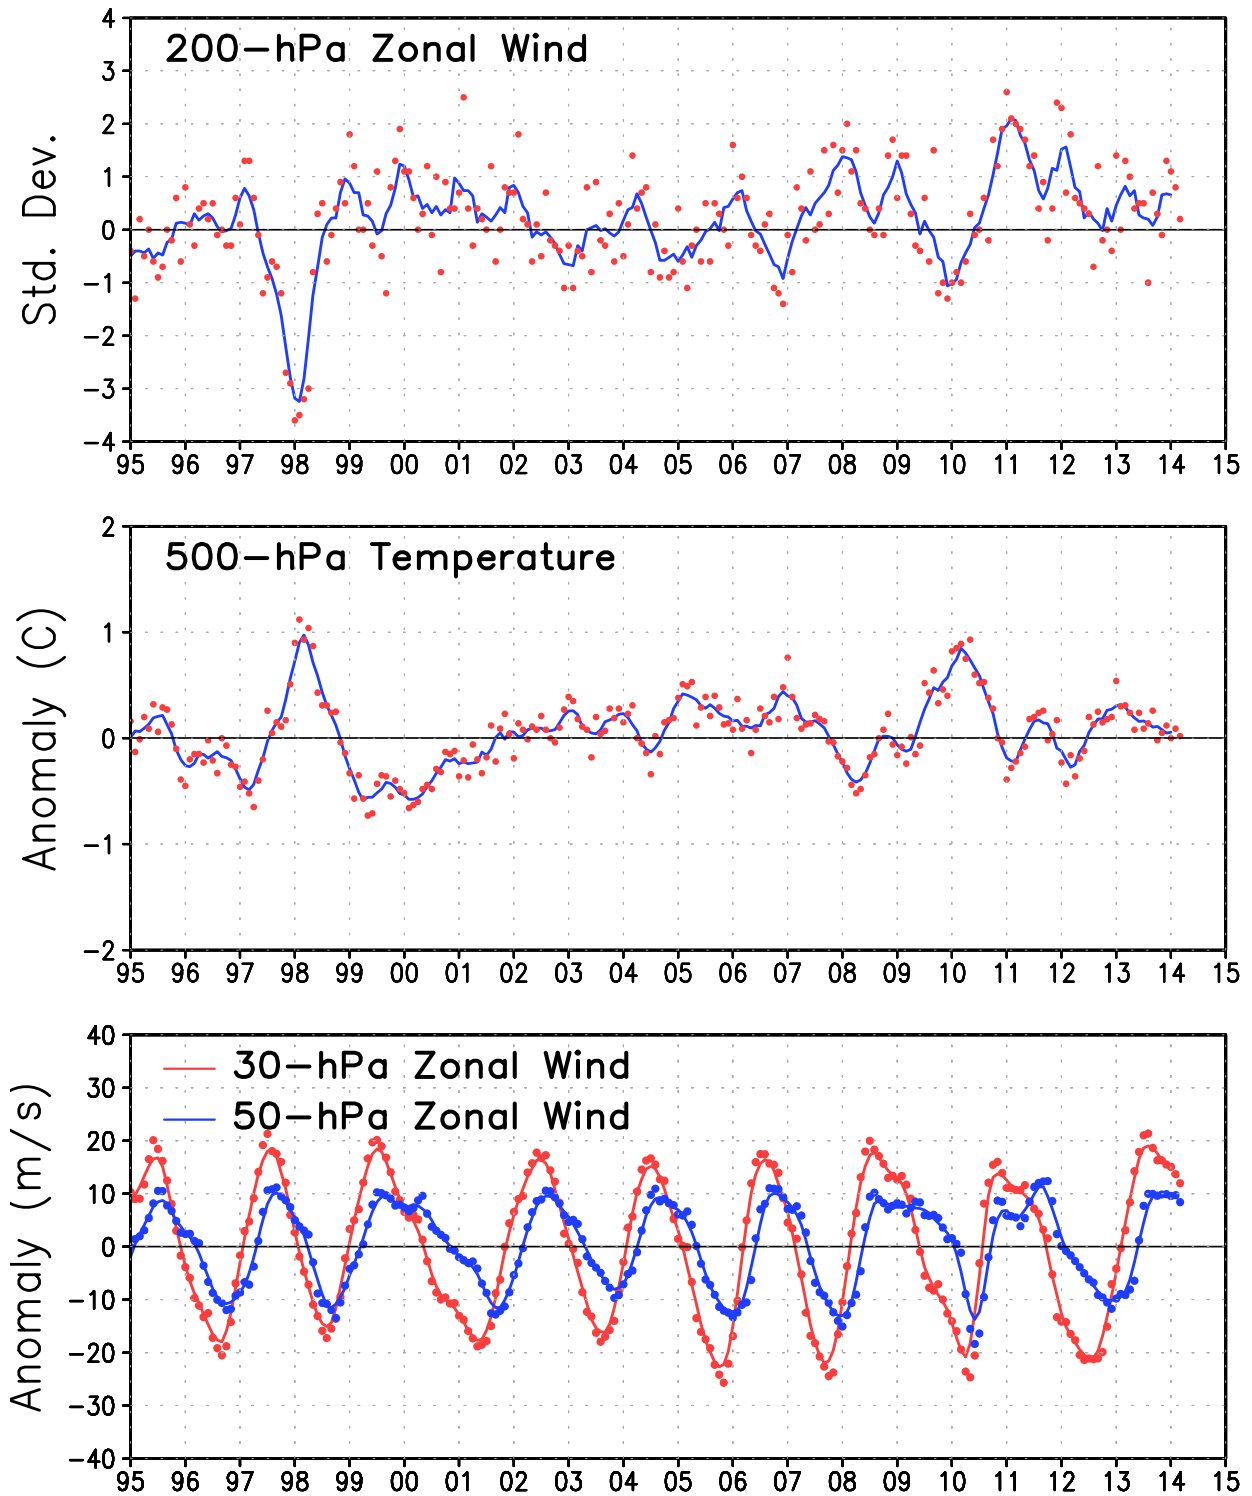 200-hPa Zonal Wind
Std. Dev.
4
3
2
1
0
-1
-2
-3
-4
95 96 97 98 99 00 01 02 03 04 05 06 07 08 09 10 11 12 13 14 15
500-hPa Temperature
Anomaly (C)
2
1
0
-1
-2
95 96 97 98 99 00 01 02 03 04 05 06 07 08 09 10 11 12 13 14 15
30-hPa Zonal Wind
50-hPa Zonal Wind
Anomaly (m/s)
40
30
20
10
0
-10
-20
-30
-40
95 96 97 98 99 00 01 02 03 04 05 06 07 08 09 10 11 12 13 14 15